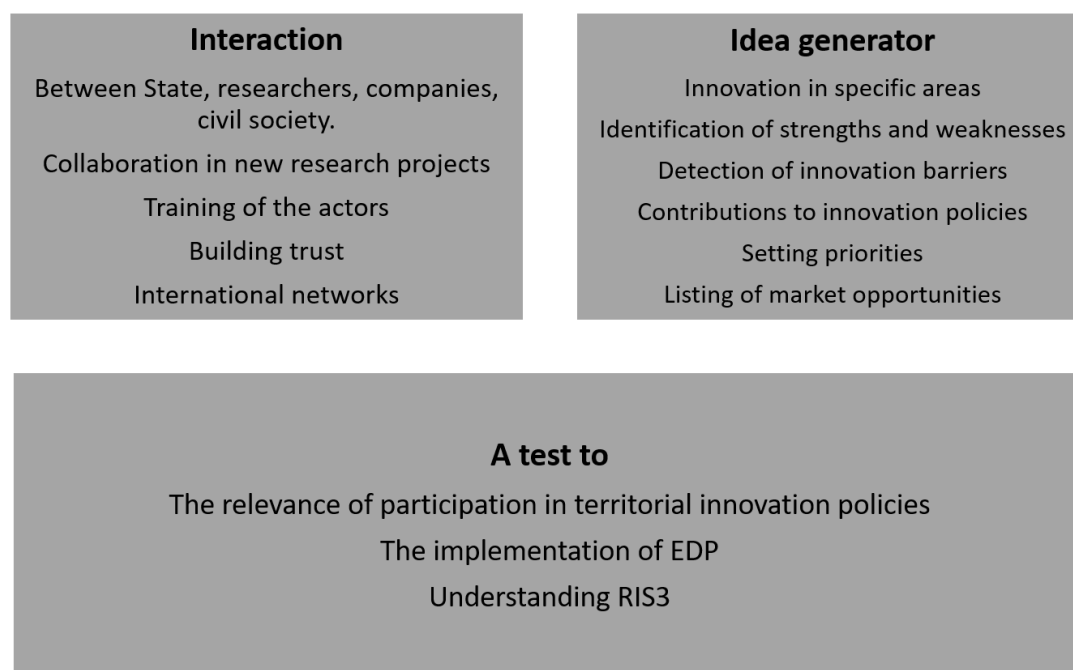 Interaction
Between State, researchers, companies,
civil society.
Collaboration in new research projects
Training of the actors
Building trust
International networks
Idea generator
Innovation in specific areas
Identification of strengths and weaknesses
Detection of innovation barriers
Contributions to innovation policies
Setting priorities
Listing of market opportunities
A test to
The relevance of participation in territorial innovation policies
The implementation of EDP
Understanding RIS3